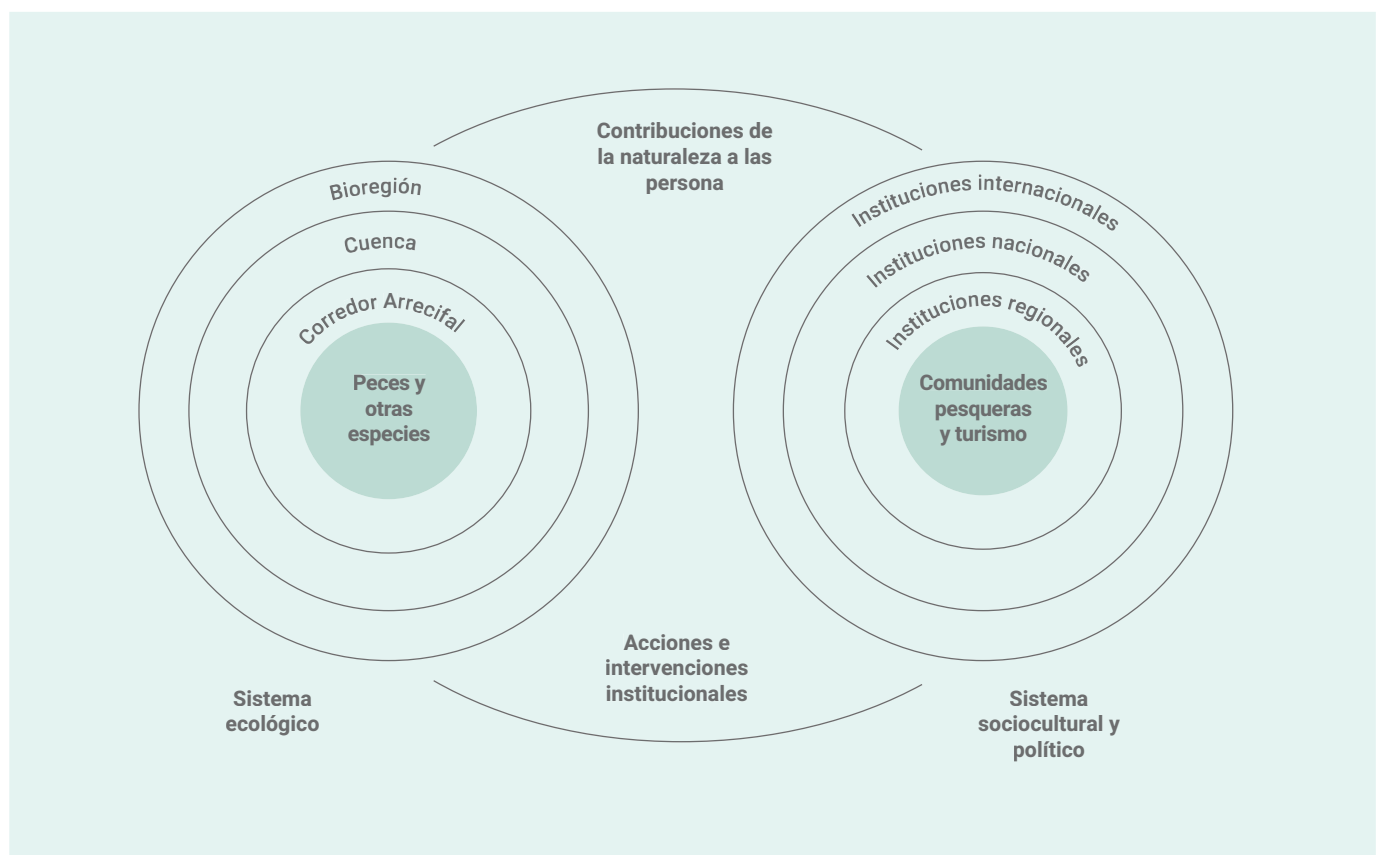 Contribuciones de
la naturaleza a las
persona
Bioregión
Cuenca
Corredor Arrecifal
Peces y
otras
especies
Instituciones internacionales
Instituciones nacionales
Instituciones regionales
Comunidades
pesqueras
y turismo
Acciones e
intervenciones
institucionales
Sistema
ecológico
Sistema
sociocultural y
político